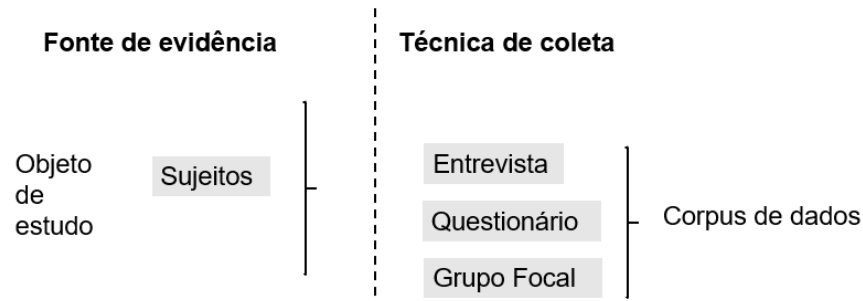 Fonte de evidência
Técnica de coleta
Objeto
de
estudo
Sujeitos
Entrevista
Questionário
Grupo Focal
Corpus de dados